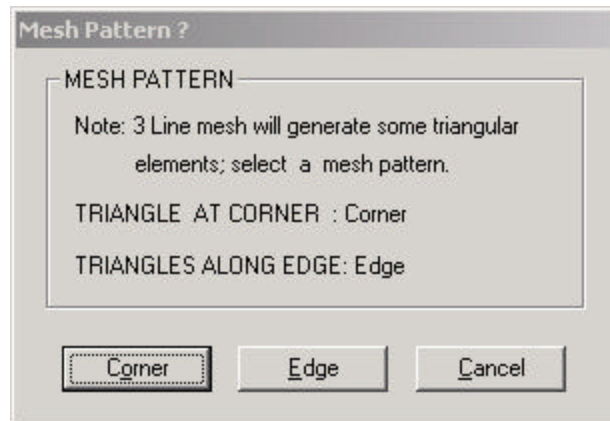 Mesh Pattern ?
MESH PATTERN
Note: 3 Line mesh will generate some triangular
elements; select a mesh pattern.
TRIANGLE AT CORNER : Corner
TRIANGLES ALONG EDGE: Edge
Corner Edge Cancel